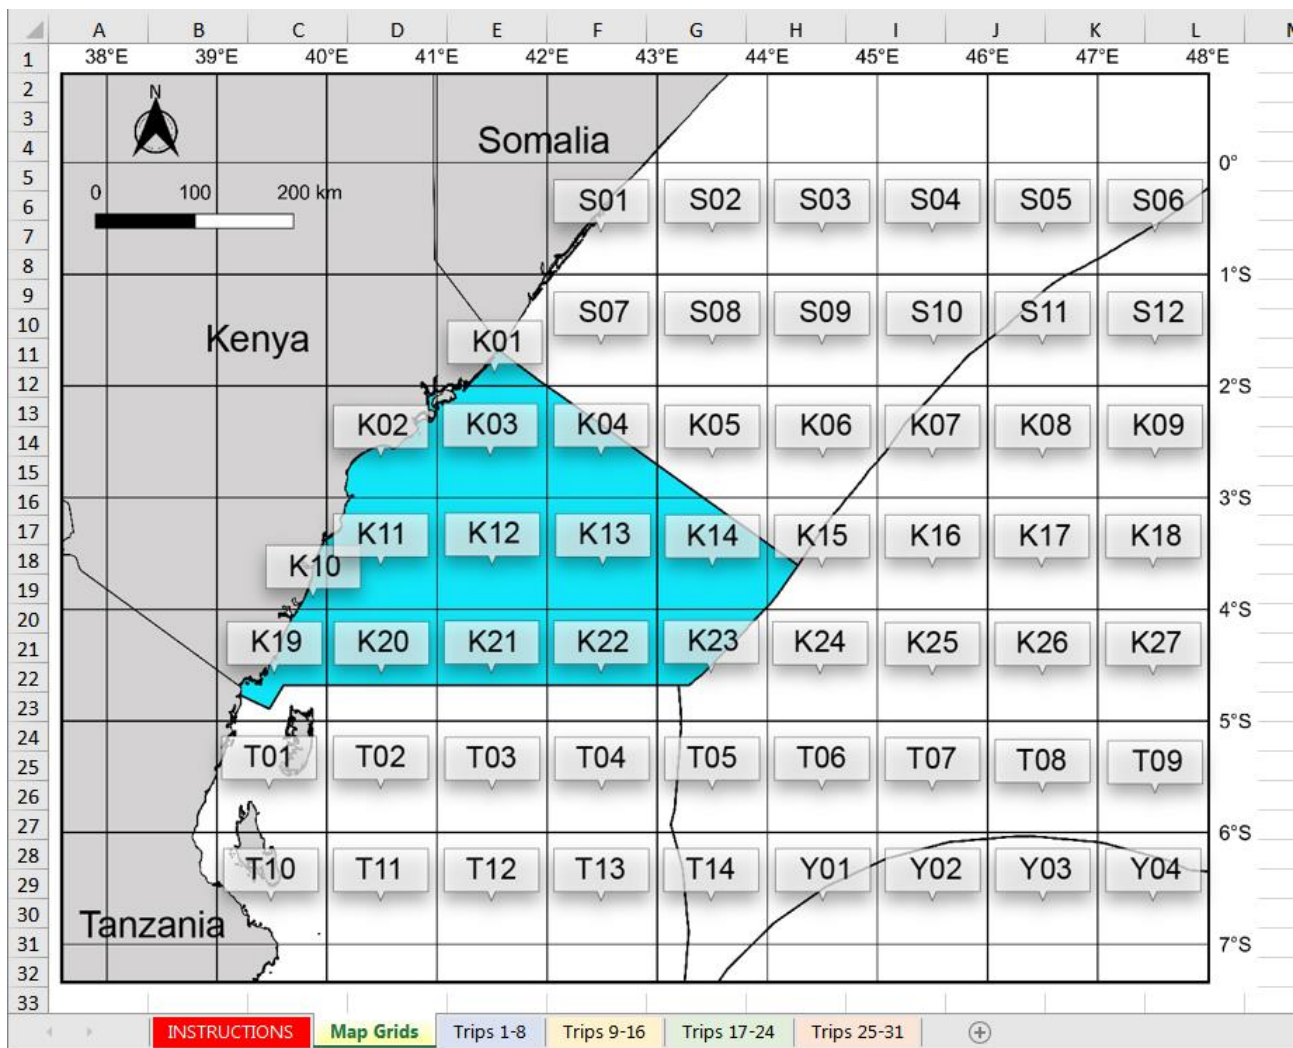 A B C D E F G H I J K L M
1 38°E 39°E 40°E 41°E 42°E 43°E 44°E 45°E 46°E 47°E 48°E
2 N
3
4 Somalia
0°
5 0 100 200 km
6 S01 S02 S03 S04 S05 S06
7
8 1°S
9
S07 S08 S09 S10 S11 S12
10 Kenya K01
11
12 2°S
13
K02 K03 K04 K05 K06 K07 K08 K09
14
15
16 3°S
17 K11 K12 K13 K14 K15 K16 K17 K18
18 K10
19
20 4°S
21 K19 K20 K21 K22 K23 K24 K25 K26 K27
22
23 5°S
24
T01 T02 T03 T04 T05 T06 T07 T08 T09
25
26
27 6°S
28
T10 T11 T12 T13 T14 Y01 Y02 Y03 Y04
29
30 Tanzania
31 7°S
32
33
INSTRUCTIONS Map Grids Trips 1-8 Trips 9-16 Trips 17-24 Trips 25-31